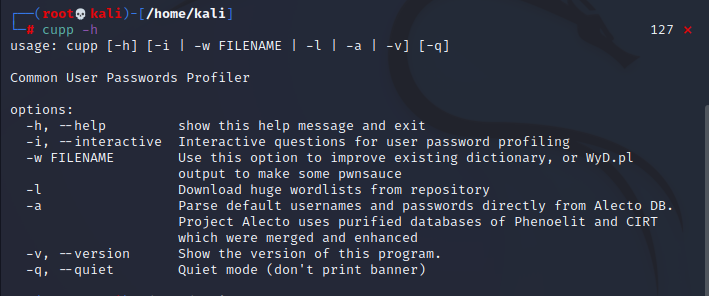 ┌──(root💀kali)-[/home/kali]
└─# cupp -h 127 ⨯
usage: cupp [-h] [-i | -w FILENAME | -l | -a | -v] [-q]
Common User Passwords Profiler
options:
-h, --help show this help message and exit
-i, --interactive Interactive questions for user password profiling
-w FILENAME Use this option to improve existing dictionary, or WyD.pl
output to make some pwnsauce
-l Download huge wordlists from repository
-a Parse default usernames and passwords directly from Alecto DB.
Project Alecto uses purified databases of Phenoelit and CIRT
which were merged and enhanced
-v, --version Show the version of this program.
-q, --quiet Quiet mode (don't print banner)